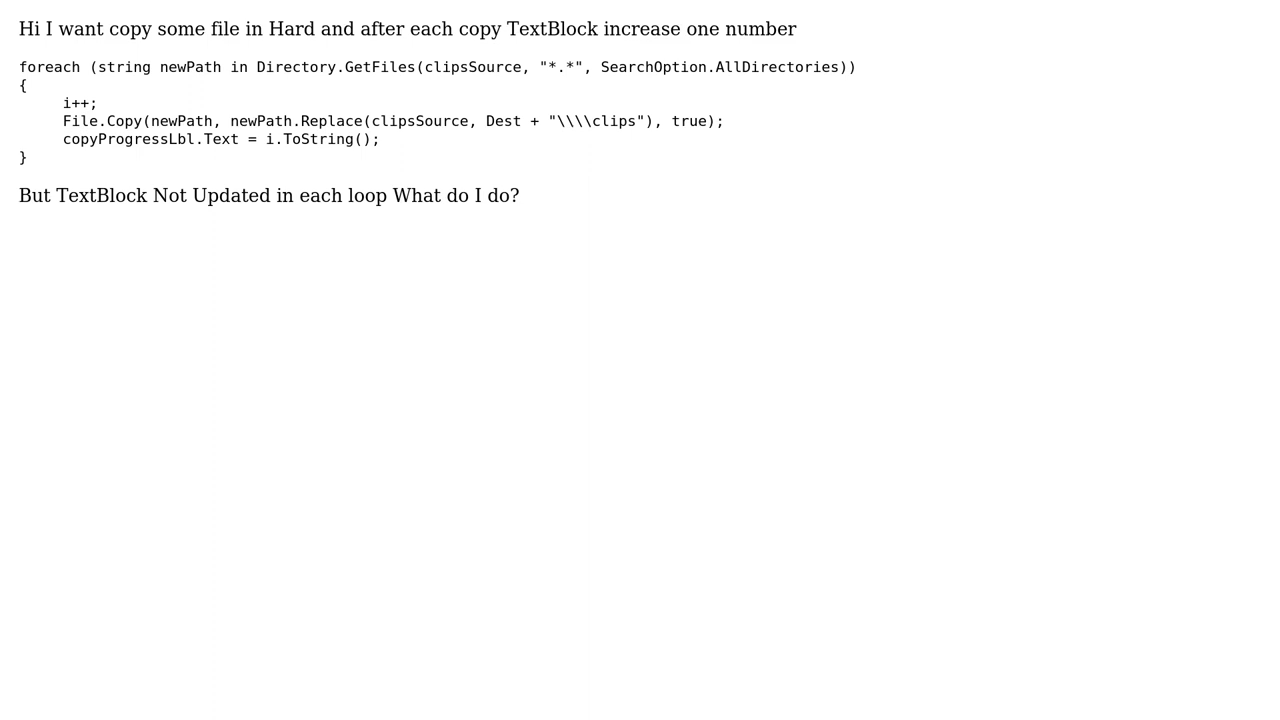 Hi I want copy some file in Hard and after each copy TextBlock increase one number
foreach (string newPath in Directory.GetFiles(clipsSource, "*.*", SearchOption.AllDirectories))
{
     i++;
     File.Copy(newPath, newPath.Replace(clipsSource, Dest + "\\\\clips"), true);
     copyProgressLbl.Text = i.ToString();
}
But TextBlock Not Updated in each loop What do I do?